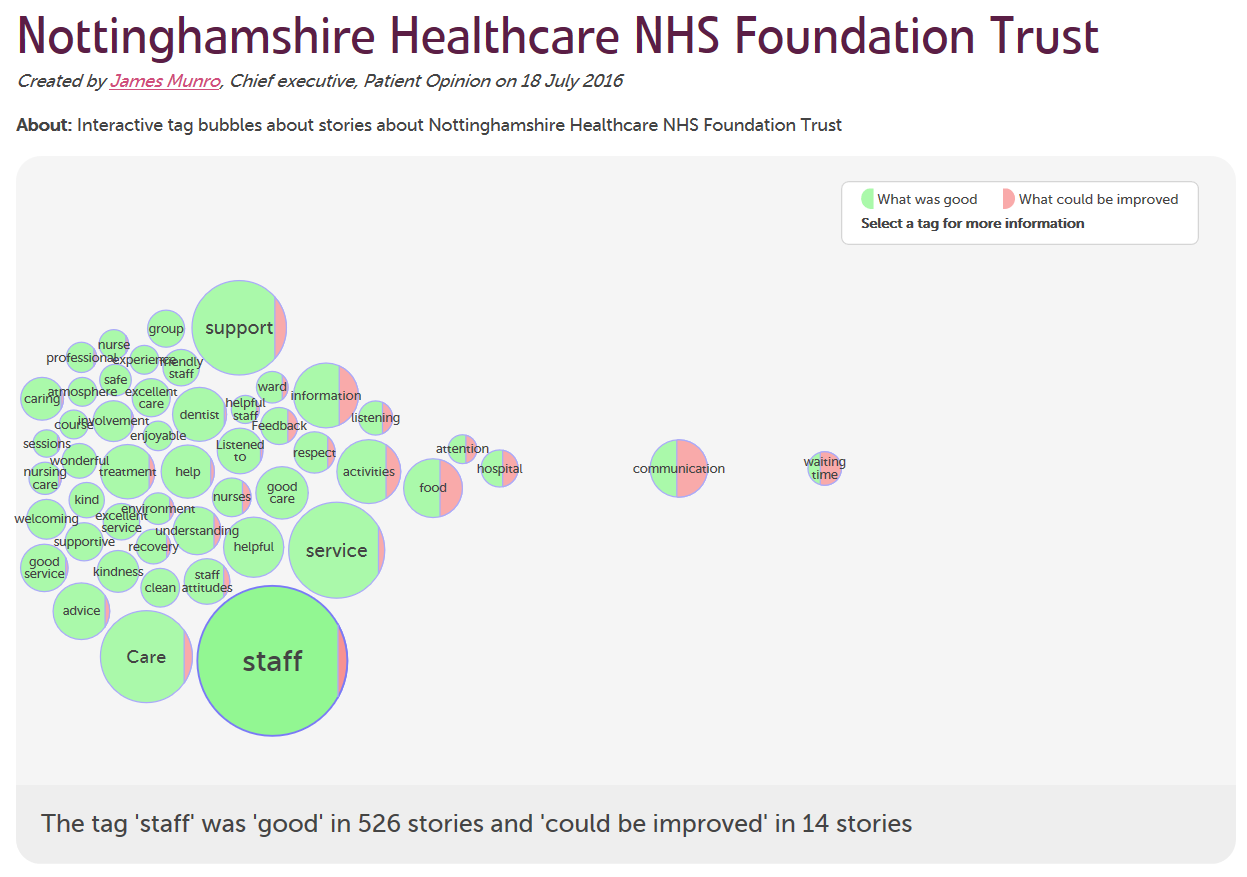 Nottinghamshire Healthcare NHS Foundation Trust
Created by James Munro, Chief executive, Patient Opinion on 18 July 2016
About: Interactive tag bubbles about stories about Nottinghamshire Healthcare NHS Foundation Trust
What was good
What could be improved
Select a tag for more information
support
group
nurse
professional
experience
friendly
staff
safe
atmosphere
excellent
care
caring
ward
information
helpful
staff
dentist
course
involvement
Feedback
listening
enjoyable
sessions
Listened
to
respect
attention
wonderful
nursing
care
treatment
help
activities
hospital
communication
waiting
time
food
kind
nurses
good
care
environment
welcoming
excellent
service
understanding
supportive
recovery
helpful
service
good
service
kindness
clean
staff
attitudes
advice
Care
staff
The tag 'staff' was 'good' in 526 stories and 'could be improved' in 14 stories